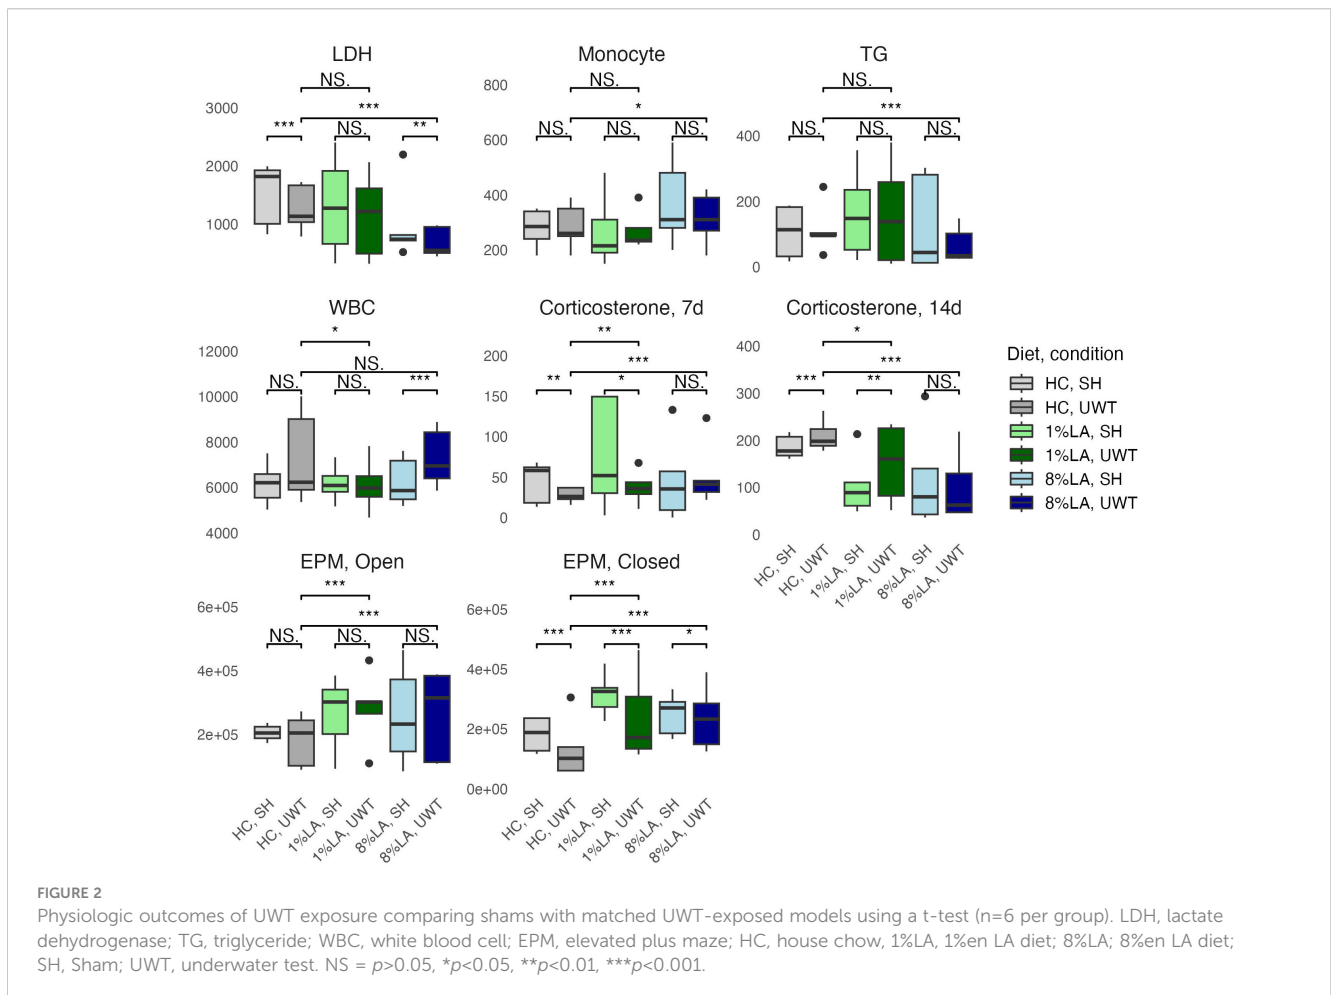 LDH
Monocyte
TG
NS.
***
***
NS.
**
3000
2000
1000
NS.
*
NS.
NS.
NS.
800
600
400
200
NS.
***
NS.
NS.
NS.
400
200
0
WBC
Corticosterone, 7d
Corticosterone, 14d
*
NS.
NS.
NS.
***
12000
10000
8000
6000
4000
**
***
**
*
NS.
200
150
100
50
0
*
***
***
**
NS.
400
300
200
100
0
HC, SH
HC, UWT
1%LA, SH
1%LA, UWT
8%LA, SH
8%LA, UWT
Diet, condition
HC, SH
HC, UWT
1%LA, SH
1%LA, UWT
8%LA, SH
8%LA, UWT
EPM, Open
EPM, Closed
***
***
NS.
NS.
NS.
6e+05
4e+05
2e+05
HC, SH
HC, UWT
1%LA, SH
1%LA, UWT
8%LA, SH
8%LA, UWT
***
***
***
***
*
6e+05
4e+05
2e+05
0e+00
HC, SH
HC, UWT
1%LA, SH
1%LA, UWT
8%LA, SH
8%LA, UWT
FIGURE 2
Physiologic outcomes of UWT exposure comparing shams with matched UWT-exposed models using a t-test (n=6 per group). LDH, lactate
dehydrogenase; TG, triglyceride; WBC, white blood cell; EPM, elevated plus maze; HC, house chow, 1%LA, 1%en LA diet; 8%LA; 8%en LA diet;
SH, Sham; UWT, underwater test. NS = p>0.05, *p<0.05, **p<0.01, ***p<0.001.